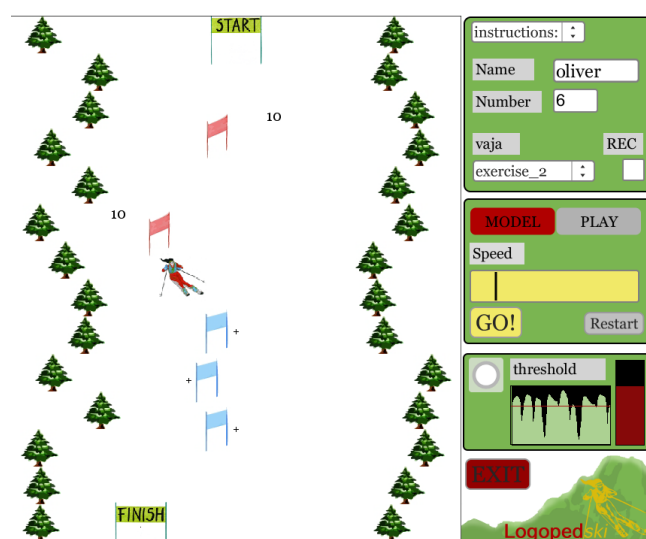 START
10
10
+
+
+
FINISH
instructions:
Name
oliver
Number
6
vaja
REC
exercise_2
MODEL
PLAY
Speed
GO!
Restart
threshold
EXIT
Logopedski